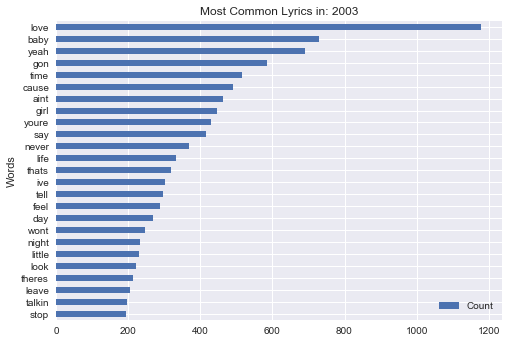 Most Common Lyrics in: 2003
Words
love
baby
yeah
gon
time
cause
aint
girl
youre
say
never
life
thats
ive
tell
feel
day
wont
night
little
look
theres
leave
talkin
stop
Count
0 200 400 600 800 1000 1200